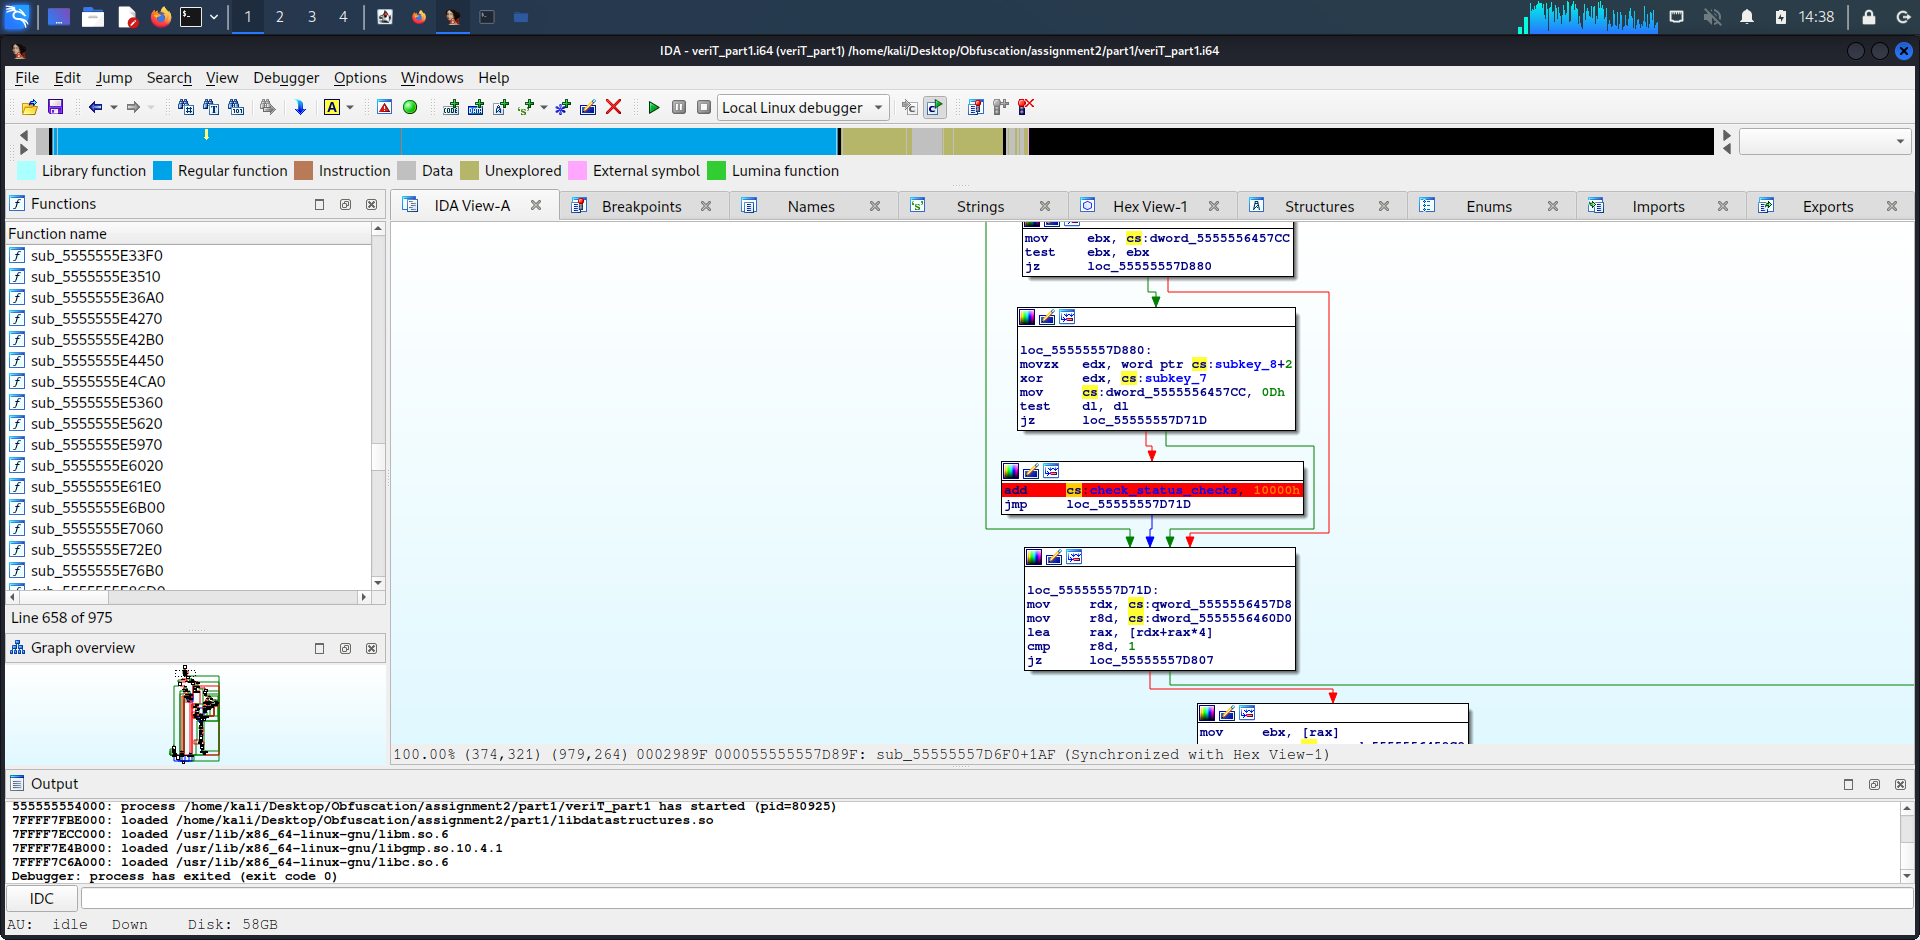 1 2 3 4 14:38
IDA - veriT_part1.i64 (veriT_part1) /home/kali/Desktop/Obfuscation/assignment2/part1/veriT_part1.i64
File Edit Jump Search View Debugger Options Windows Help
Local Linux debugger
Library function Regular function Instruction Data Unexplored External symbol Lumina function
Functions
IDA View-A Breakpoints Names Strings Hex View-1 Structures Enums Imports Exports
Function name
sub_5555555E33F0
sub_5555555E3510
sub_5555555E36A0
sub_5555555E4270
sub_5555555E42B0
sub_5555555E4450
sub_5555555E4CA0
sub_5555555E5360
sub_5555555E5620
sub_5555555E5970
sub_5555555E6020
sub_5555555E61E0
sub_5555555E6B00
sub_5555555E7060
sub_5555555E72E0
sub_5555555E76B0
Line 658 of 975
Graph overview
mov ebx, cs:dword_5555556457CC
test ebx, ebx
jz loc_55555557D880
loc_55555557D880:
movzx edx, word ptr cs:subkey_8+2
xor edx, cs:subkey_7
mov cs:dword_5555556457CC, 0Dh
test dl, dl
jz loc_55555557D71D
add cs:check_status_checks, 10000h
jmp loc_55555557D71D
loc_55555557D71D:
mov rdx, cs:qword_5555556457D8
mov r8d, cs:dword_5555556460D0
lea rax, [rdx+rax*4]
cmp r8d, 1
jz loc_55555557D807
mov ebx, [rax]
100.00% (374,321) (979,264) 0002989F 000055555557D89F: sub_55555557D6F0+1AF (Synchronized with Hex View-1)
Output
555555554000: process /home/kali/Desktop/Obfuscation/assignment2/part1/veriT_part1 has started (pid=80925)
7FFFF7FBE000: loaded /home/kali/Desktop/Obfuscation/assignment2/part1/libdatastructures.so
7FFFF7ECC000: loaded /usr/lib/x86_64-linux-gnu/libm.so.6
7FFFF7E4B000: loaded /usr/lib/x86_64-linux-gnu/libgmp.so.10.4.1
7FFFF7C6A000: loaded /usr/lib/x86_64-linux-gnu/libc.so.6
Debugger: process has exited (exit code 0)
IDC
AU: idle Down Disk: 58GB